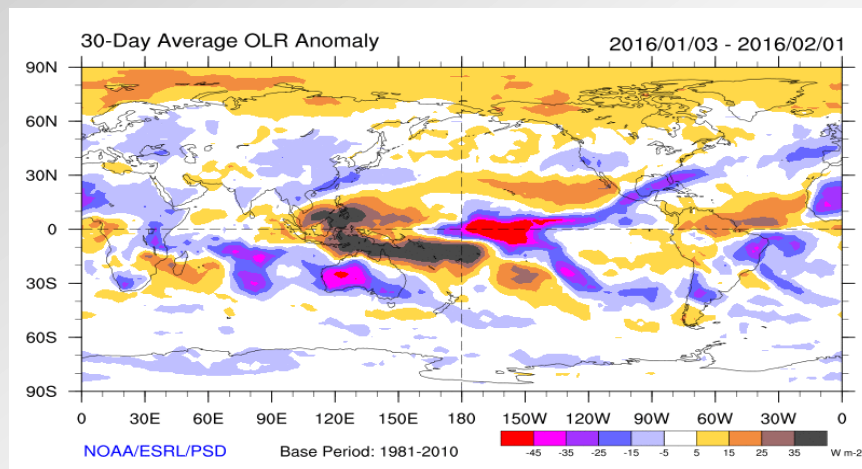 30-Day Average OLR Anomaly 2016/01/03 - 2016/02/01
90N
60N
30N
0
30S
60S
90S
0 30E 60E 90E 120E 150E 180 150W 120W 90W 60W 30W 0
NOAA/ESRL/PSD Base Period: 1981-2010
-45 -35 -25 -15 -5 5 15 25 35 W m-2